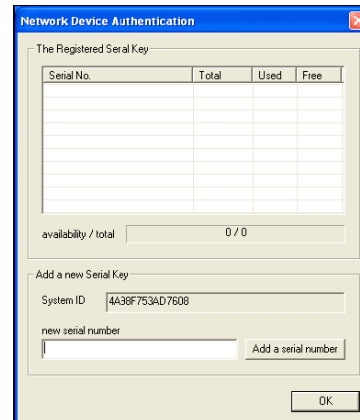 Network Device Authentication
The Registered Seral Key
Serial No. Total Used Free
availability / total 0 / 0
Add a new Serial Key
System ID 4A38F753AD7608
new serial number
Add a serial number
OK